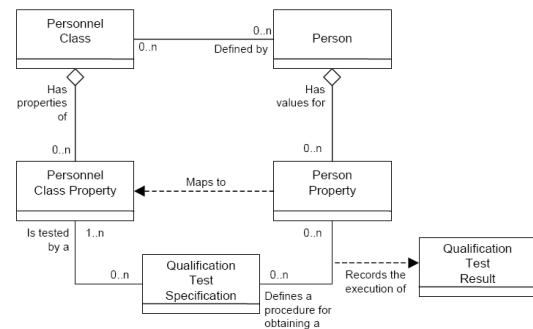 Personnel
Class
0..n
0..n
Defined by
Person
Has
properties
of
0..n
Has
values for
0..n
Personnel
Class Property
Maps to
Person
Property
Is tested
by a
1..n
0..n
0..n
Qualification
Test
Specification
0..n
Defines a
procedure for
obtaining a
Records the
execution of
Qualification
Test
Result